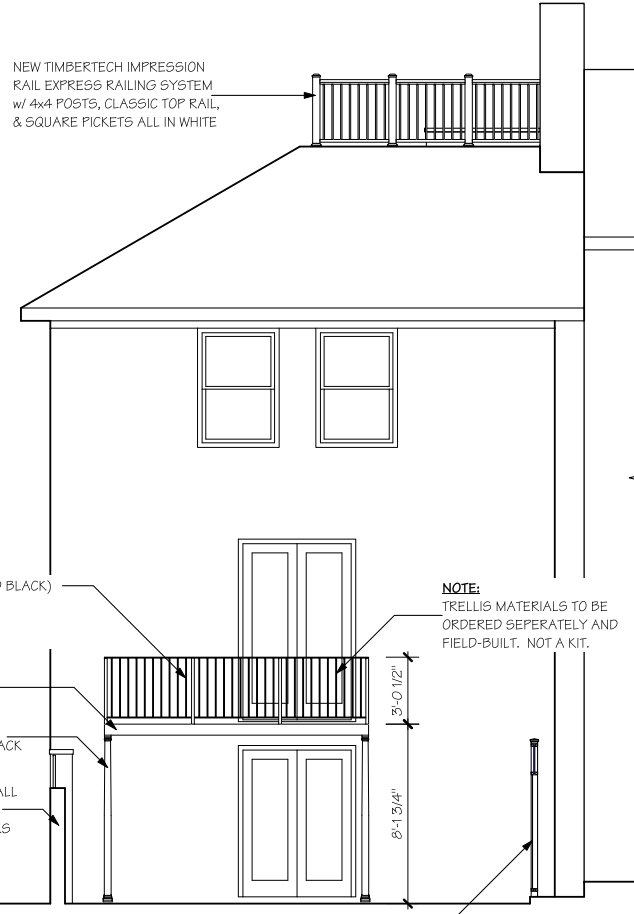 NEW TIMBERTECH IMPRESSION
RAIL EXPRESS RAILING SYSTEM
w/ 4x4 POSTS, CLASSIC TOP RAIL,
& SQUARE PICKETS ALL IN WHITE
BLACK)
NOTE:
TRELLIS MATERIALS TO BE
ORDERED SEPERATELY AND
FIELD-BUILT. NOT A KIT.
3'-0 1/2"
8'-1 3/4"